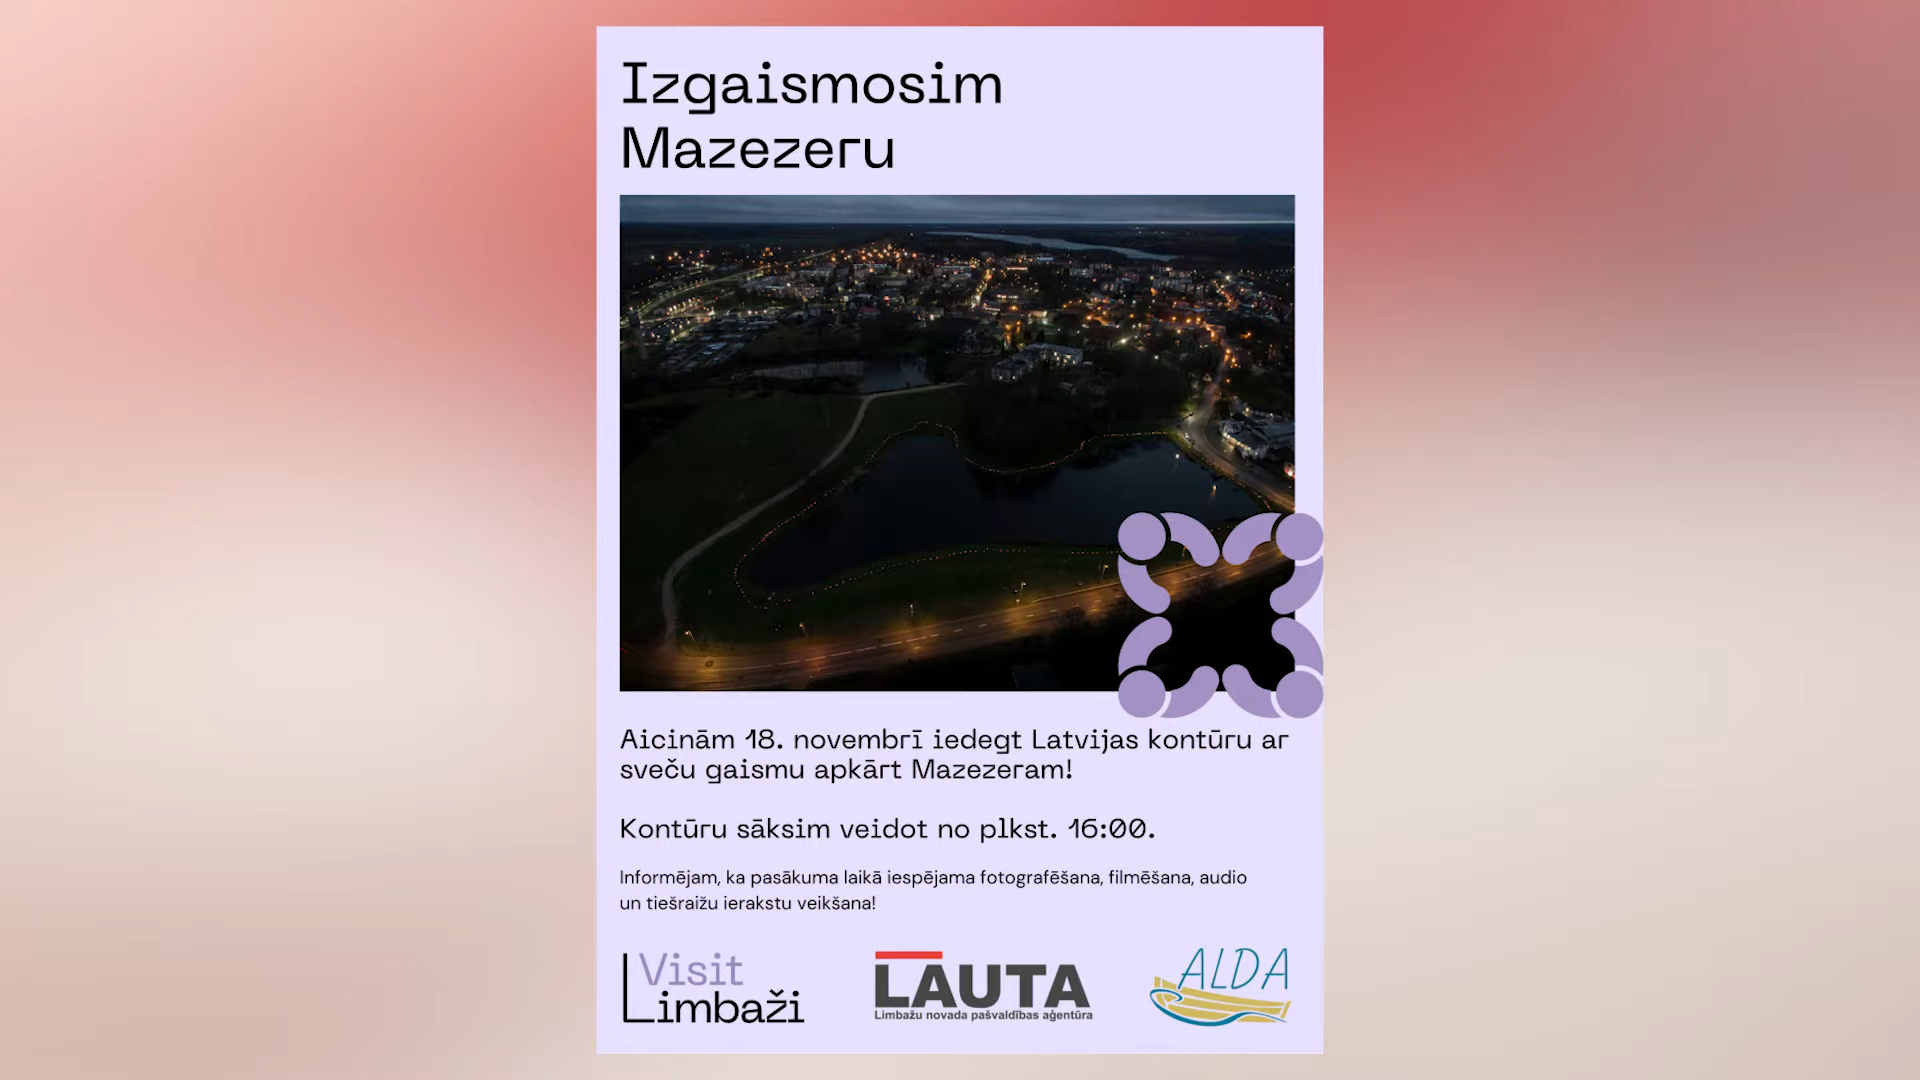 Izgaismosim
Mazezeru
Aicinām 18. novembrī iedegt Latvijas kontūru ar
sveču gaismu apkārt Mazezeram!
Kontūru sāksim veidot no plkst. 16:00.
Informējam, ka pasākuma laikā iespējama fotografēšana, filmēšana, audio
un tiešraižu ierakstu veikšana!
Visit
Limbaži
LAUTA
Limbažu novada pašvaldības aģentūra
ALDA